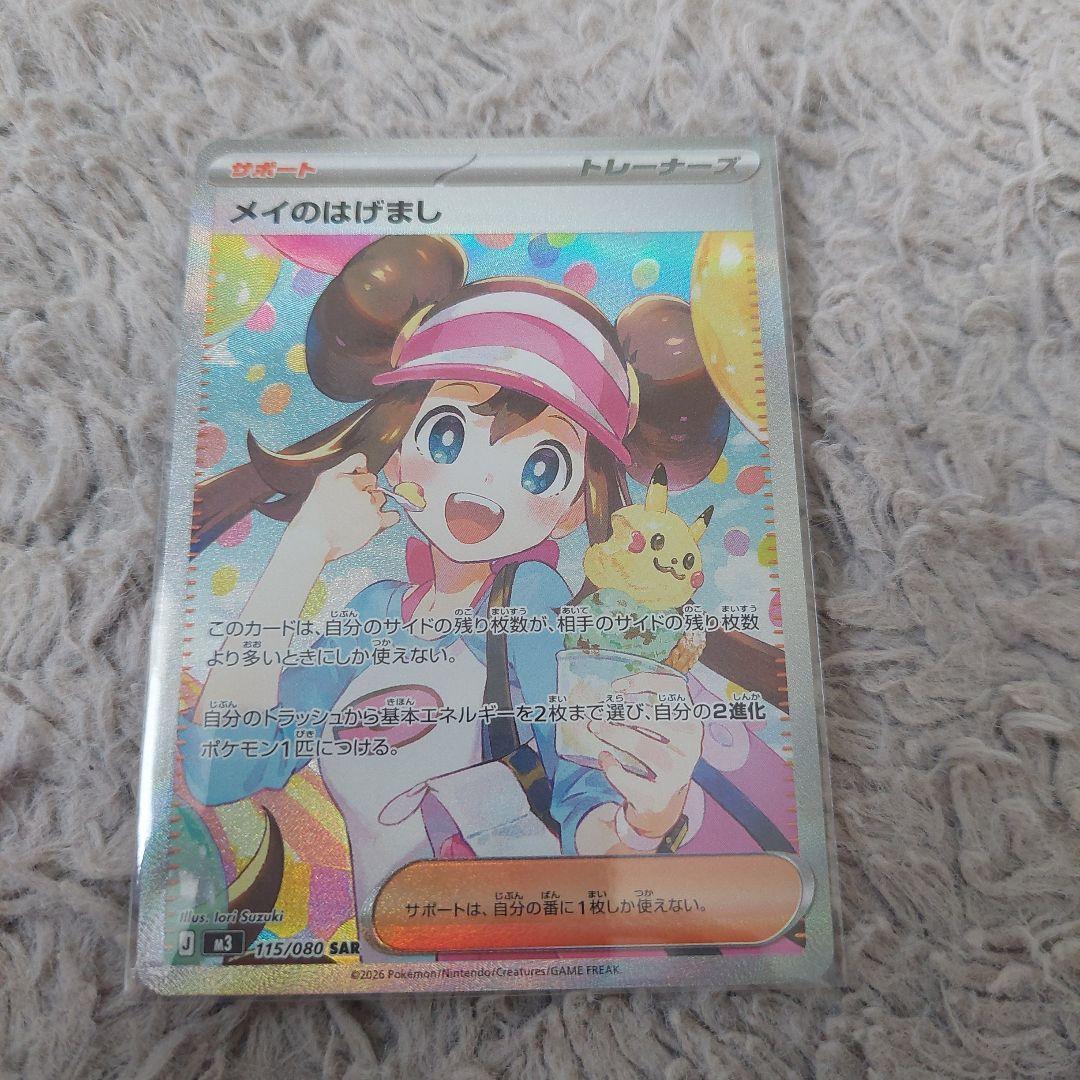 サポート トレーナーズ
メイのはげまし
このカードは、自分のサイドの残り枚数が、相手のサイドの残り枚数
より多いときにしか使えない。
自分のトラッシュから基本エネルギーを2枚まで選び、自分の2進化
ポケモン1匹につける。
サポートは、自分の番に1枚しか使えない。
Illus. Iori Suzuki
J M3 115/080 SAR
©2026 Pokémon/Nintendo/Creatures/GAME FREAK